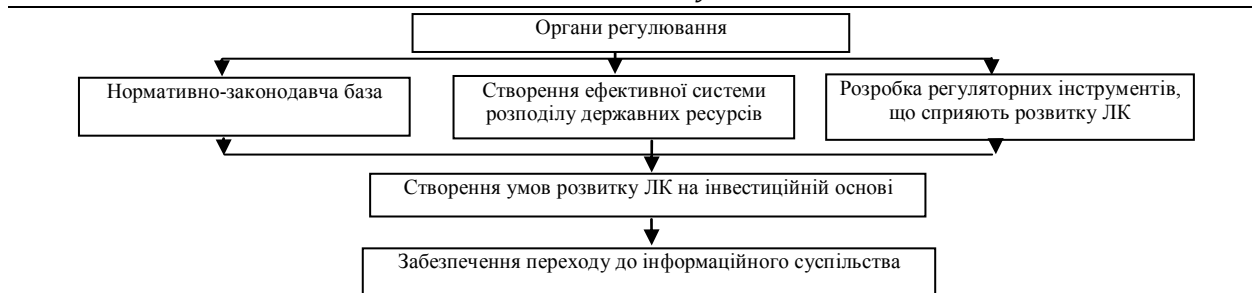 Органи регулювання
Нормативно-законодавча база
Створення ефективної системи
розподілу державних ресурсів
Розробка регуляторних інструментів,
що сприяють розвитку ЛК
Створення умов розвитку ЛК на інвестиційній основі
Забезпечення переходу до інформаційного суспільства